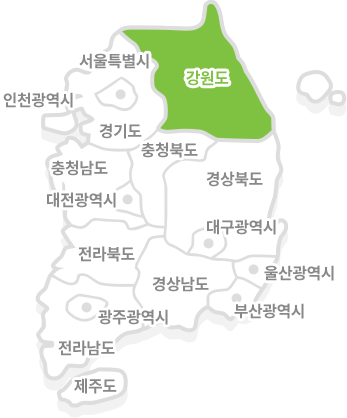 서울특별시
강원도
인천광역시
경기도
충청북도
충청남도
경상북도
대전광역시
대구광역시
전라북도
울산광역시
경상남도
부산광역시
광주광역시
전라남도
제주도